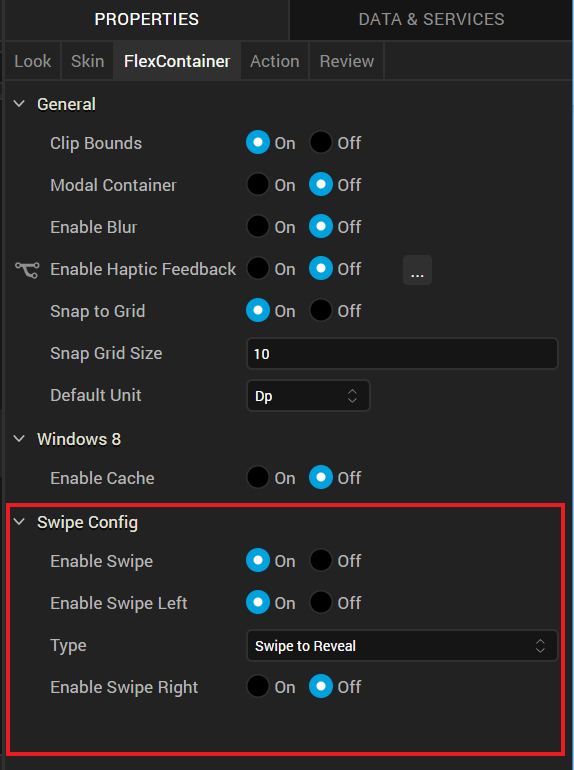 PROPERTIES DATA & SERVICES
Look Skin FlexContainer Action Review
General
Clip Bounds On Off
Modal Container On Off
Enable Blur On Off
Enable Haptic Feedback On Off ...
Snap to Grid On Off
Snap Grid Size 10
Default Unit Dp
Windows 8
Enable Cache On Off
Swipe Config
Enable Swipe On Off
Enable Swipe Left On Off
Type Swipe to Reveal
Enable Swipe Right On Off